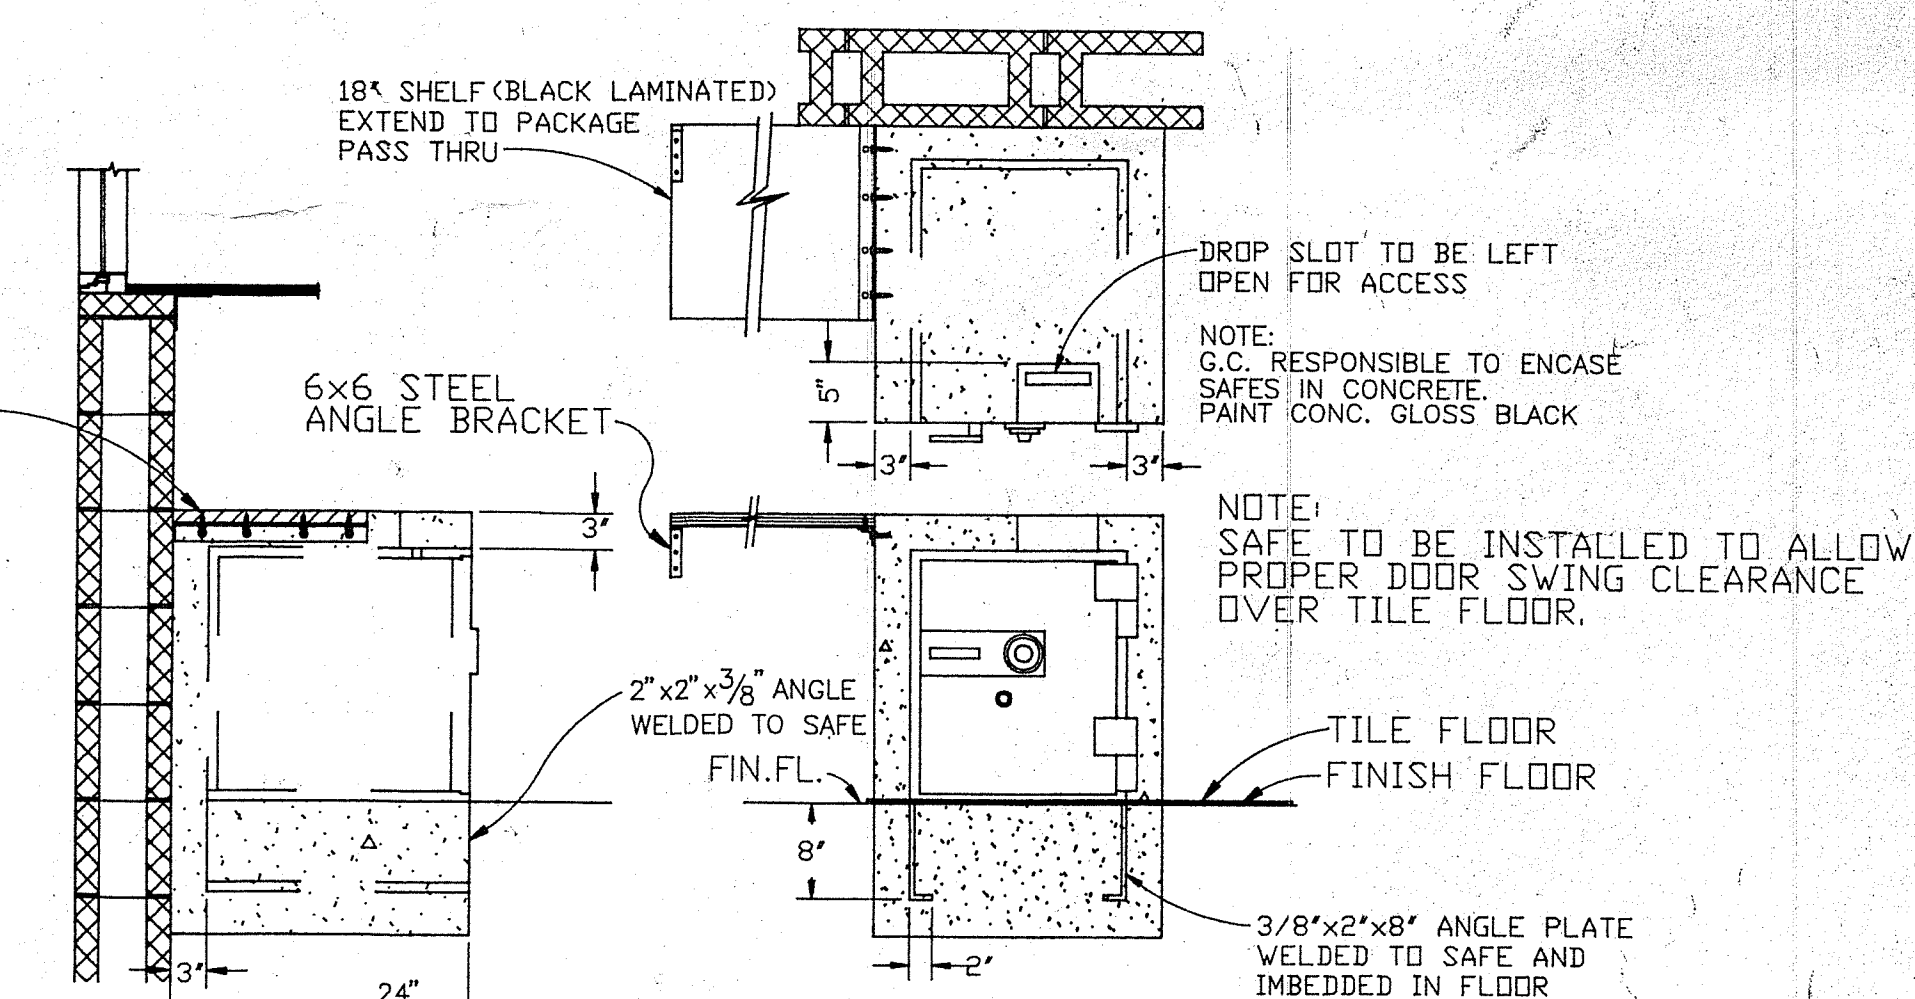 18" SHELF (BLACK LAMINATED)
EXTEND TO PACKAGE
PASS THRU
DROP SLOT TO BE LEFT
OPEN FOR ACCESS
NOTE:
G.C. RESPONSIBLE TO ENCASE
SAFES IN CONCRETE.
PAINT CONC. GLOSS BLACK
5"
3"
3"
6x6 STEEL
ANGLE BRACKET
3"
NOTE:
SAFE TO BE INSTALLED TO ALLOW
PROPER DOOR SWING CLEARANCE
OVER TILE FLOOR.
2"x2"x3/8" ANGLE
WELDED TO SAFE
FIN.FL.
TILE FLOOR
FINISH FLOOR
8"
3/8"x2"x8" ANGLE PLATE
WELDED TO SAFE AND
IMBEDDED IN FLOOR
3"
2"
24"